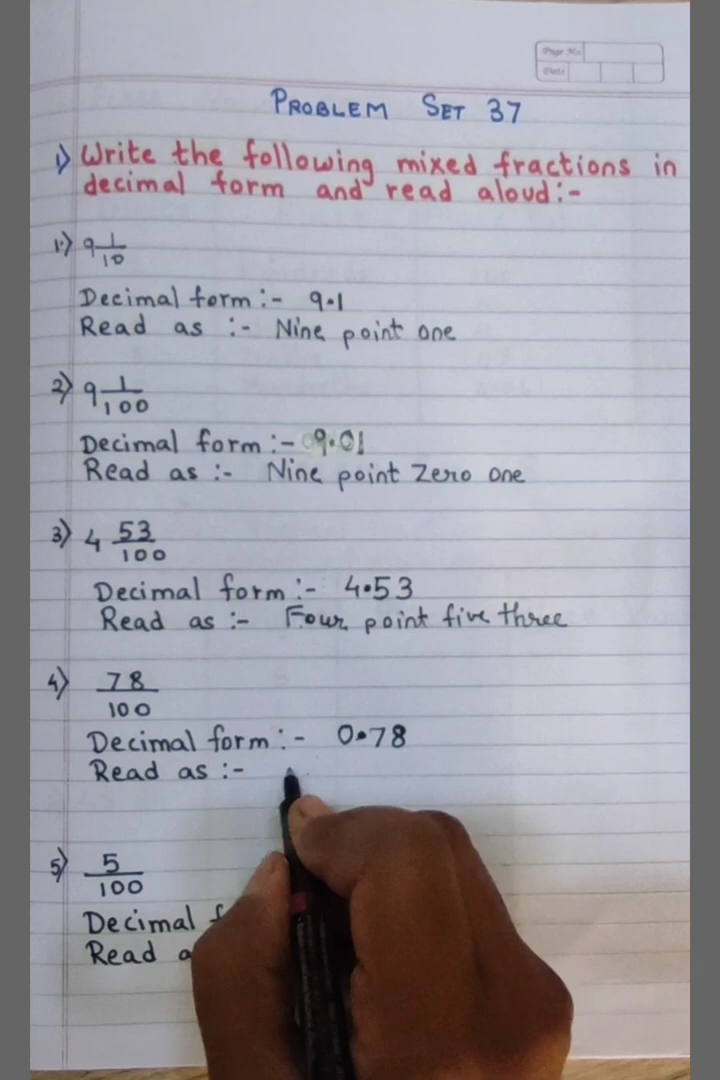 Page No.
Date
PROBLEM SET 37
1) Write the following mixed fractions in
decimal form and read aloud:-
1) 9 1/10
Decimal form :- 9.1
Read as :- Nine point one
2) 9 1/100
Decimal form :- 9.01
Read as :- Nine point Zero one
3) 4 53/100
Decimal form :- 4.53
Read as :- Four point five three
4) 78/100
Decimal form :- 0.78
Read as :-
5) 5/100
Decimal f
Read a